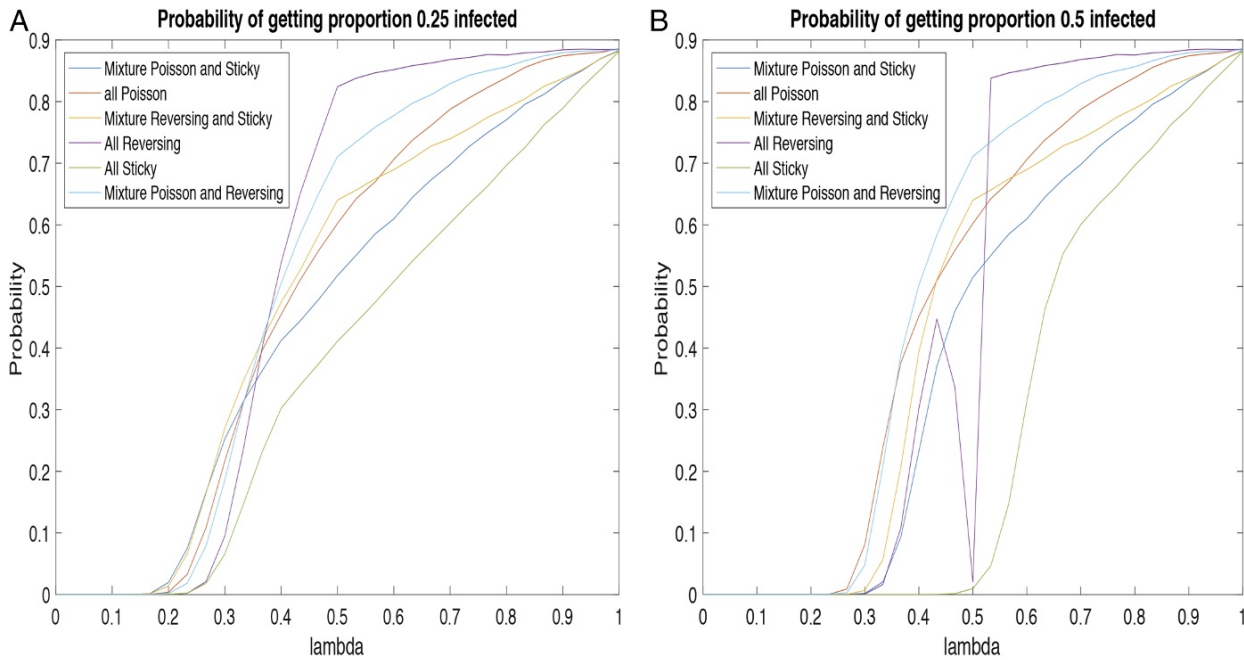 A
Probability of getting proportion 0.25 infected
0.9
0.8
0.7
0.6
0.5
0.4
0.3
0.2
0.1
0
Probability
Mixture Poisson and Sticky
all Poisson
Mixture Reversing and Sticky
All Reversing
All Sticky
Mixture Poisson and Reversing
0 0.1 0.2 0.3 0.4 0.5 0.6 0.7 0.8 0.9 1
lambda
B
Probability of getting proportion 0.5 infected
0.9
0.8
0.7
0.6
0.5
0.4
0.3
0.2
0.1
0
Probability
Mixture Poisson and Sticky
all Poisson
Mixture Reversing and Sticky
All Reversing
All Sticky
Mixture Poisson and Reversing
0 0.1 0.2 0.3 0.4 0.5 0.6 0.7 0.8 0.9 1
lambda